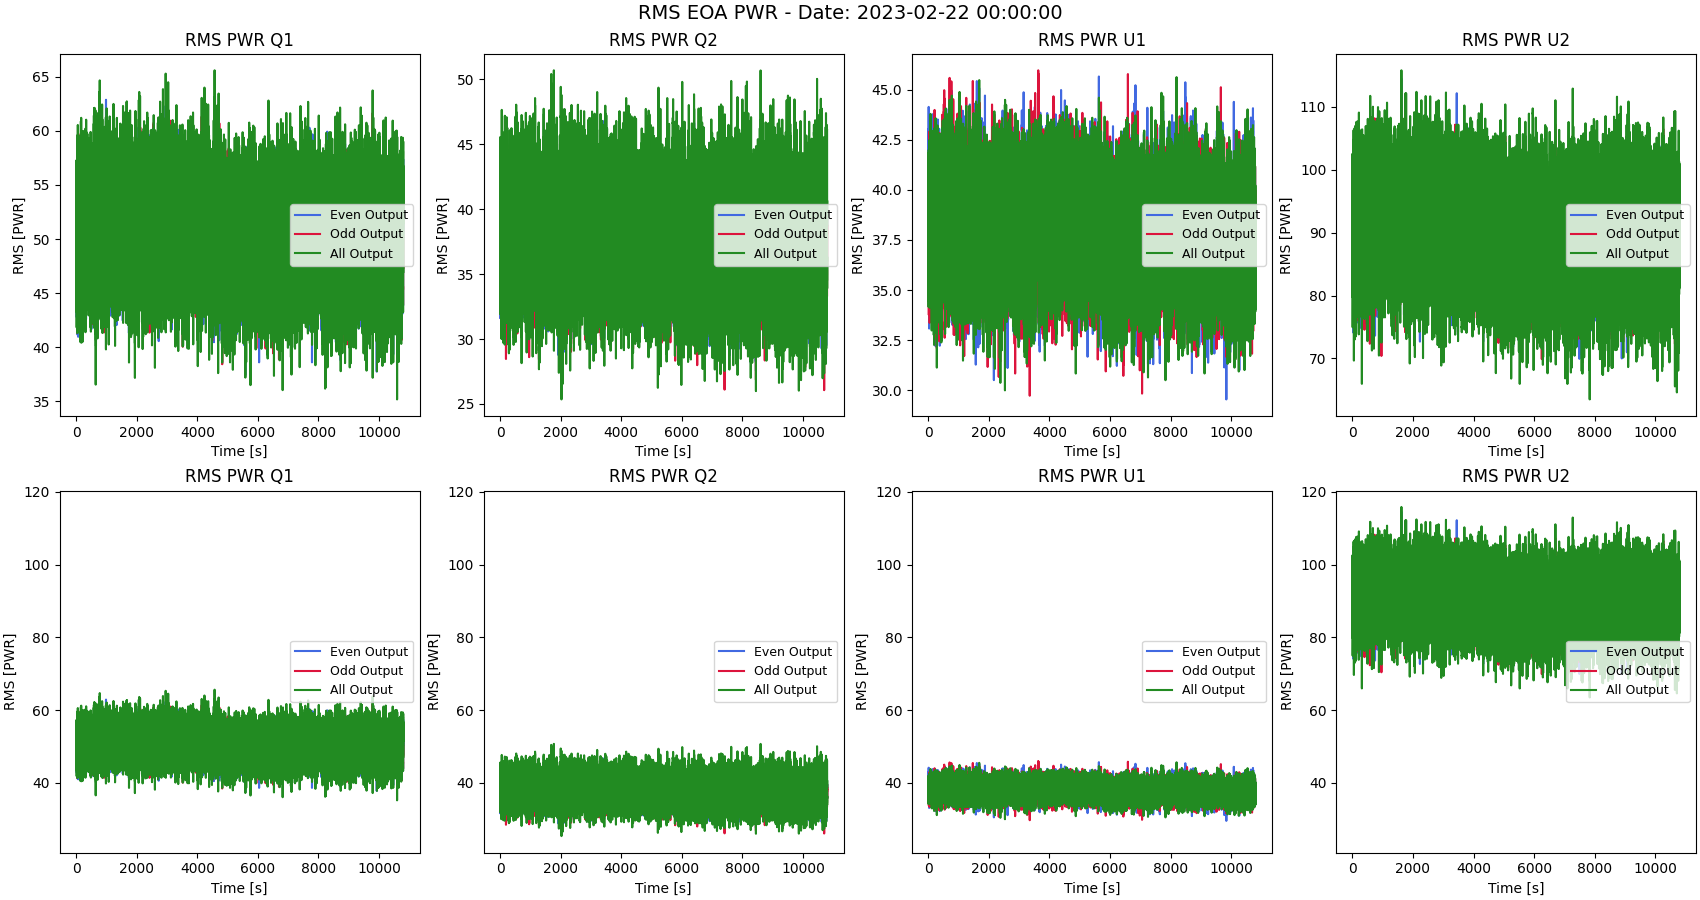 RMS EOA PWR - Date: 2023-02-22 00:00:00
RMS PWR Q1
RMS [PWR]
65
60
55
50
45
40
35
Even Output
Odd Output
All Output
0 2000 4000 6000 8000 10000
Time [s]
RMS PWR Q2
RMS [PWR]
50
45
40
35
30
25
Even Output
Odd Output
All Output
0 2000 4000 6000 8000 10000
Time [s]
RMS PWR U1
RMS [PWR]
45.0
42.5
40.0
37.5
35.0
32.5
30.0
Even Output
Odd Output
All Output
0 2000 4000 6000 8000 10000
Time [s]
RMS PWR U2
RMS [PWR]
110
100
90
80
70
Even Output
Odd Output
All Output
0 2000 4000 6000 8000 10000
Time [s]
RMS PWR Q1
RMS [PWR]
120
100
80
60
40
Even Output
Odd Output
All Output
0 2000 4000 6000 8000 10000
Time [s]
RMS PWR Q2
RMS [PWR]
120
100
80
60
40
Even Output
Odd Output
All Output
0 2000 4000 6000 8000 10000
Time [s]
RMS PWR U1
RMS [PWR]
120
100
80
60
40
Even Output
Odd Output
All Output
0 2000 4000 6000 8000 10000
Time [s]
RMS PWR U2
RMS [PWR]
120
100
80
60
40
Even Output
Odd Output
All Output
0 2000 4000 6000 8000 10000
Time [s]